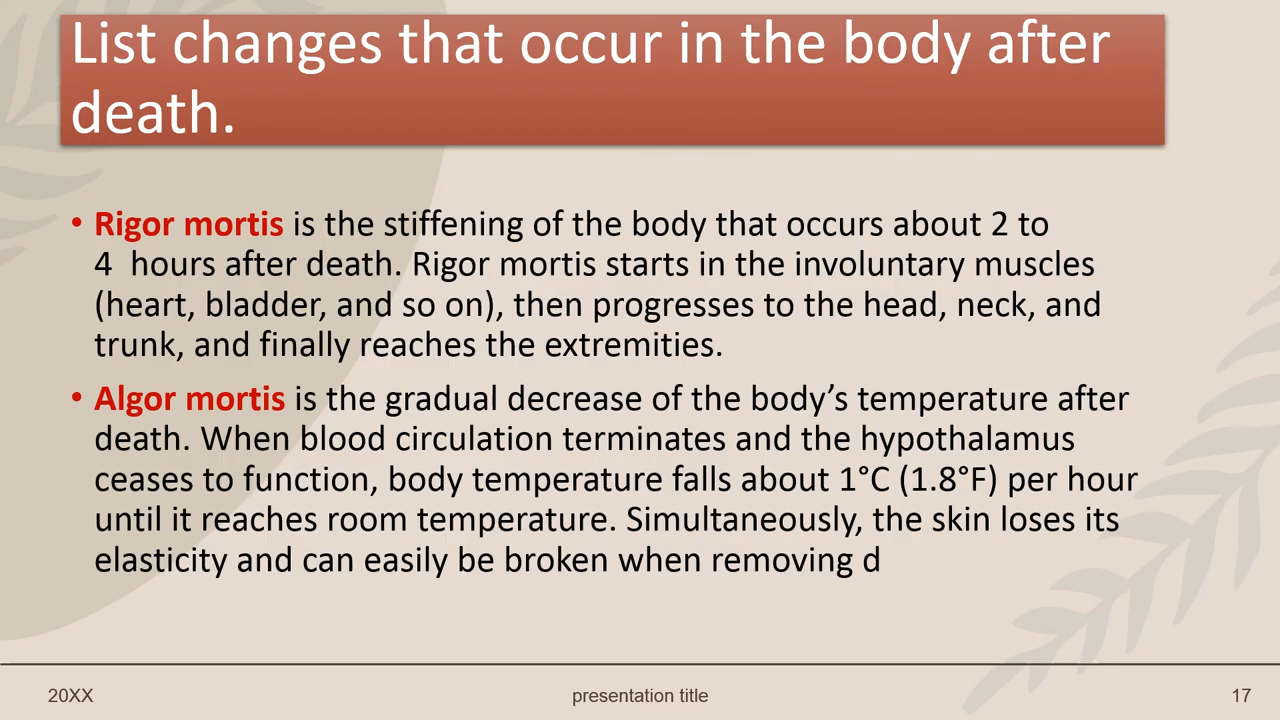 List changes that occur in the body after
death.
• Rigor mortis is the stiffening of the body that occurs about 2 to
4  hours after death. Rigor mortis starts in the involuntary muscles
(heart, bladder, and so on), then progresses to the head, neck, and
trunk, and finally reaches the extremities.
• Algor mortis is the gradual decrease of the body’s temperature after
death. When blood circulation terminates and the hypothalamus
ceases to function, body temperature falls about 1°C (1.8°F) per hour
until it reaches room temperature. Simultaneously, the skin loses its
elasticity and can easily be broken when removing d
20XX
presentation title
17